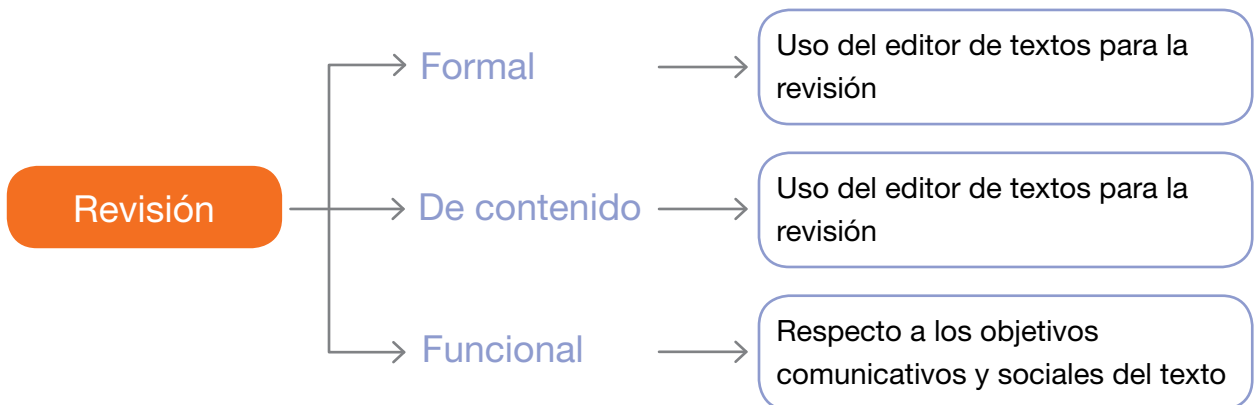 Revisión
Formal
Uso del editor de textos para la
revisión
De contenido
Uso del editor de textos para la
revisión
Funcional
Respecto a los objetivos
comunicativos y sociales del texto